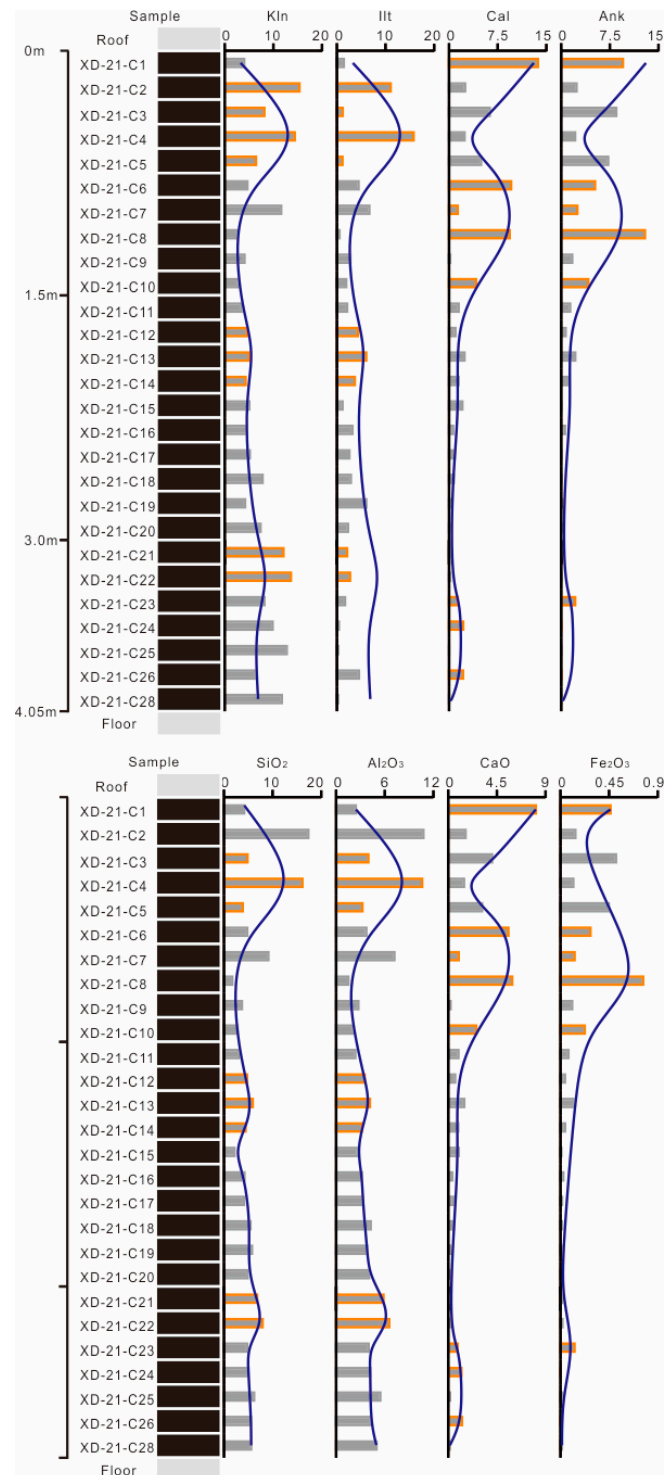 Sample Kln Ilt Cal Ank
Roof 0 10 20 0 10 20 0 7.5 15 0 7.5 15
0m
XD-21-C1
XD-21-C2
XD-21-C3
XD-21-C4
XD-21-C5
XD-21-C6
XD-21-C7
XD-21-C8
XD-21-C9
1.5m
XD-21-C10
XD-21-C11
XD-21-C12
XD-21-C13
XD-21-C14
XD-21-C15
XD-21-C16
XD-21-C17
XD-21-C18
XD-21-C19
XD-21-C20
3.0m
XD-21-C21
XD-21-C22
XD-21-C23
XD-21-C24
XD-21-C25
XD-21-C26
XD-21-C28
4.05m
Floor
Sample SiO₂ Al₂O₃ CaO Fe₂O₃
Roof 0 10 20 0 6 12 0 4.5 9 0 0.45 0.9
XD-21-C1
XD-21-C2
XD-21-C3
XD-21-C4
XD-21-C5
XD-21-C6
XD-21-C7
XD-21-C8
XD-21-C9
XD-21-C10
XD-21-C11
XD-21-C12
XD-21-C13
XD-21-C14
XD-21-C15
XD-21-C16
XD-21-C17
XD-21-C18
XD-21-C19
XD-21-C20
XD-21-C21
XD-21-C22
XD-21-C23
XD-21-C24
XD-21-C25
XD-21-C26
XD-21-C28
Floor